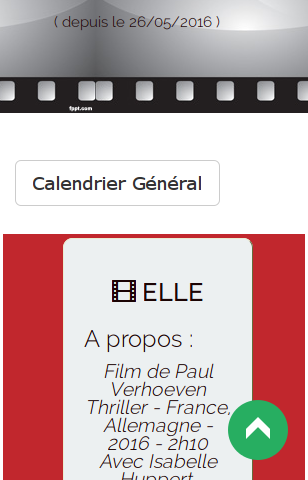 ( depuis le 26/05/2016 )
fppt.com
Calendrier Général
ELLE
A propos :
Film de Paul
Verhoeven
Thriller - France,
Allemagne -
2016 - 2h10
Avec Isabelle
Huppert